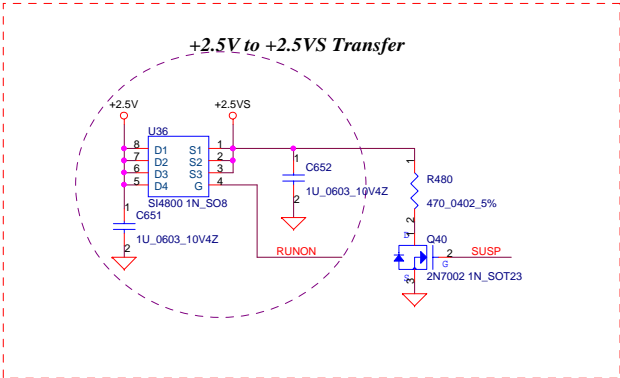 +2.5V to +2.5VS Transfer
+2.5V
+2.5VS
U36
8 D1 S1 1
7 D2 S2 2
6 D3 S3 3
5 D4 G 4
SI4800 1N_SO8
1
C651
1U_0603_10V4Z
2
1
C652
1U_0603_10V4Z
2
RUNON
1
R480
470_0402_5%
2
1
D
Q40
2
SUSP
G
2N7002 1N_SOT23
S
3